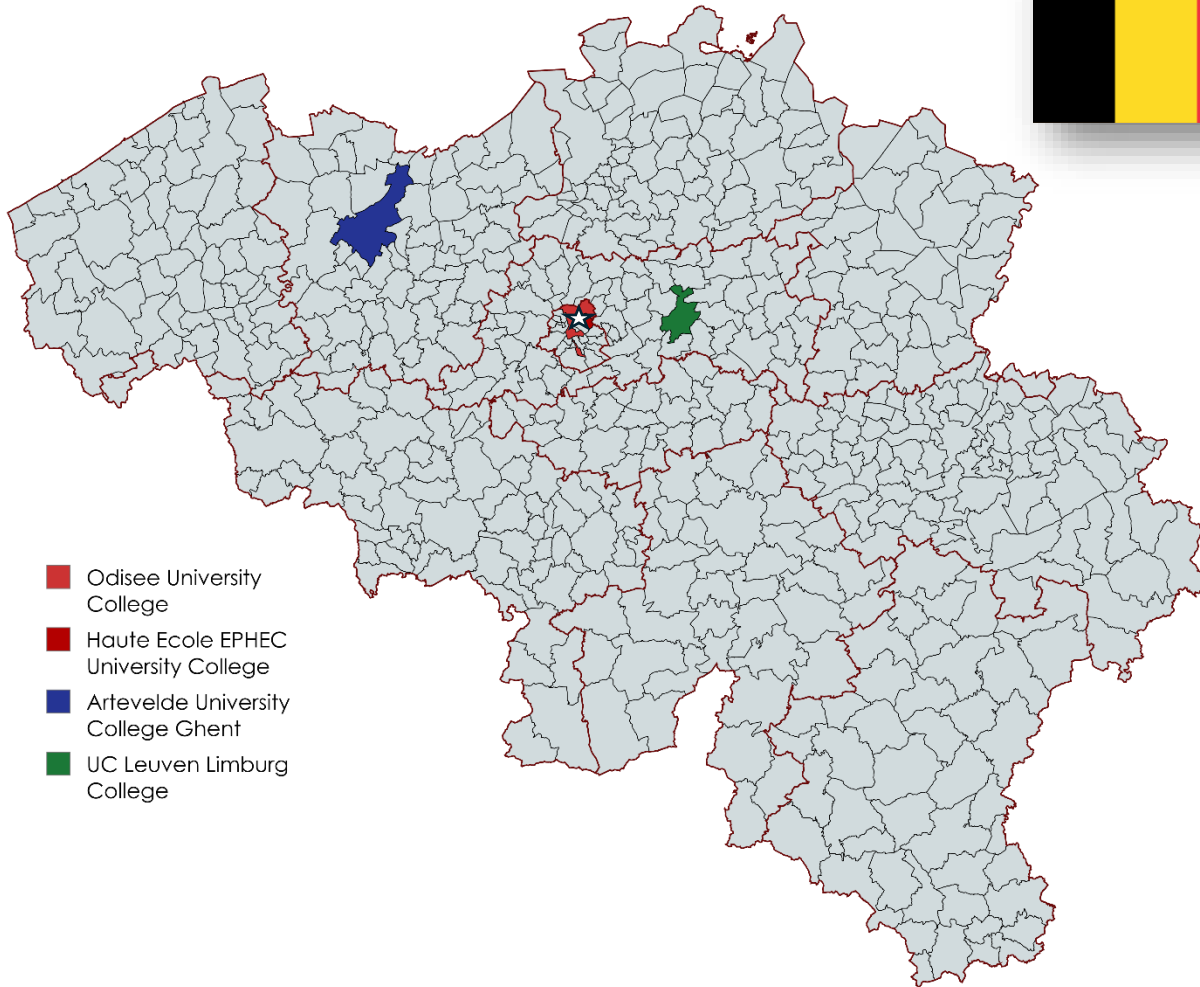 Odisee University
College
Haute Ecole EPHEC
University College
Artevelde University
College Ghent
UC Leuven Limburg
College